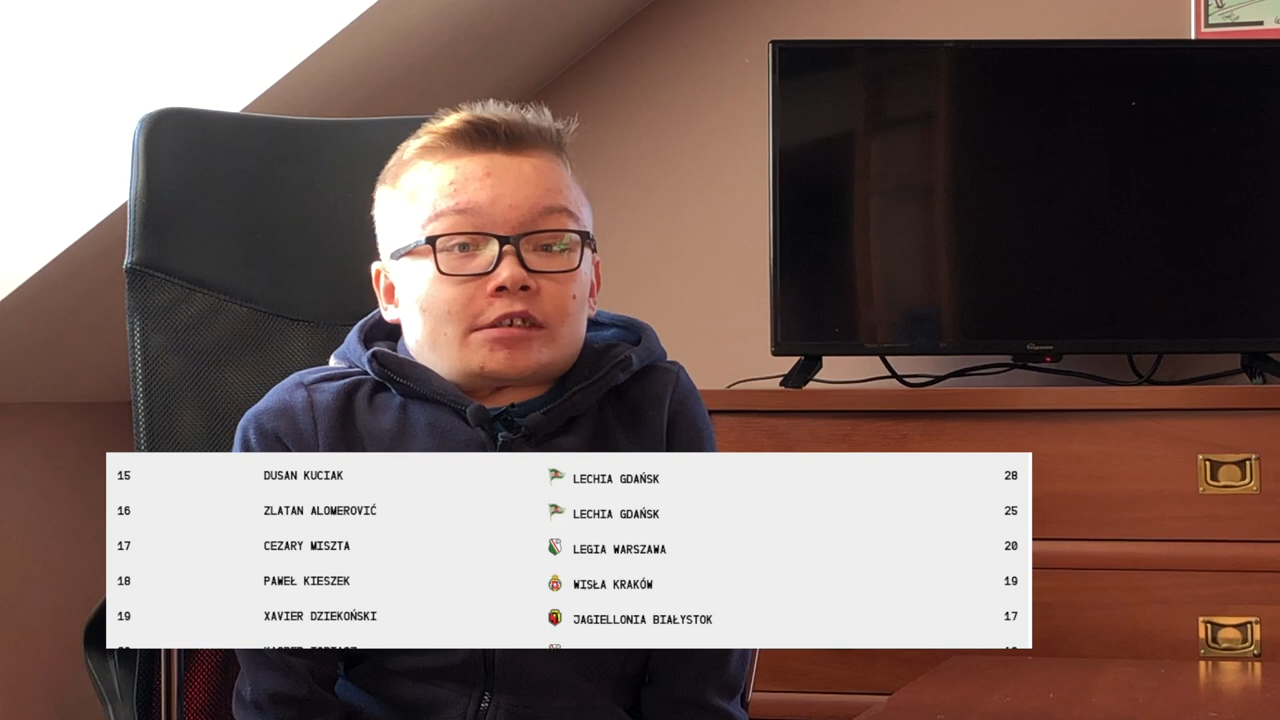 15 DUSAN KUCIAK LECHIA GDAŃSK 28
16 ZLATAN ALOMEROVIĆ LECHIA GDAŃSK 25
17 CEZARY MISZTA LEGIA WARSZAWA 20
18 PAWEŁ KIESZEK WISŁA KRAKÓW 19
19 XAVIER DZIEKOŃSKI JAGIELLONIA BIAŁYSTOK 17